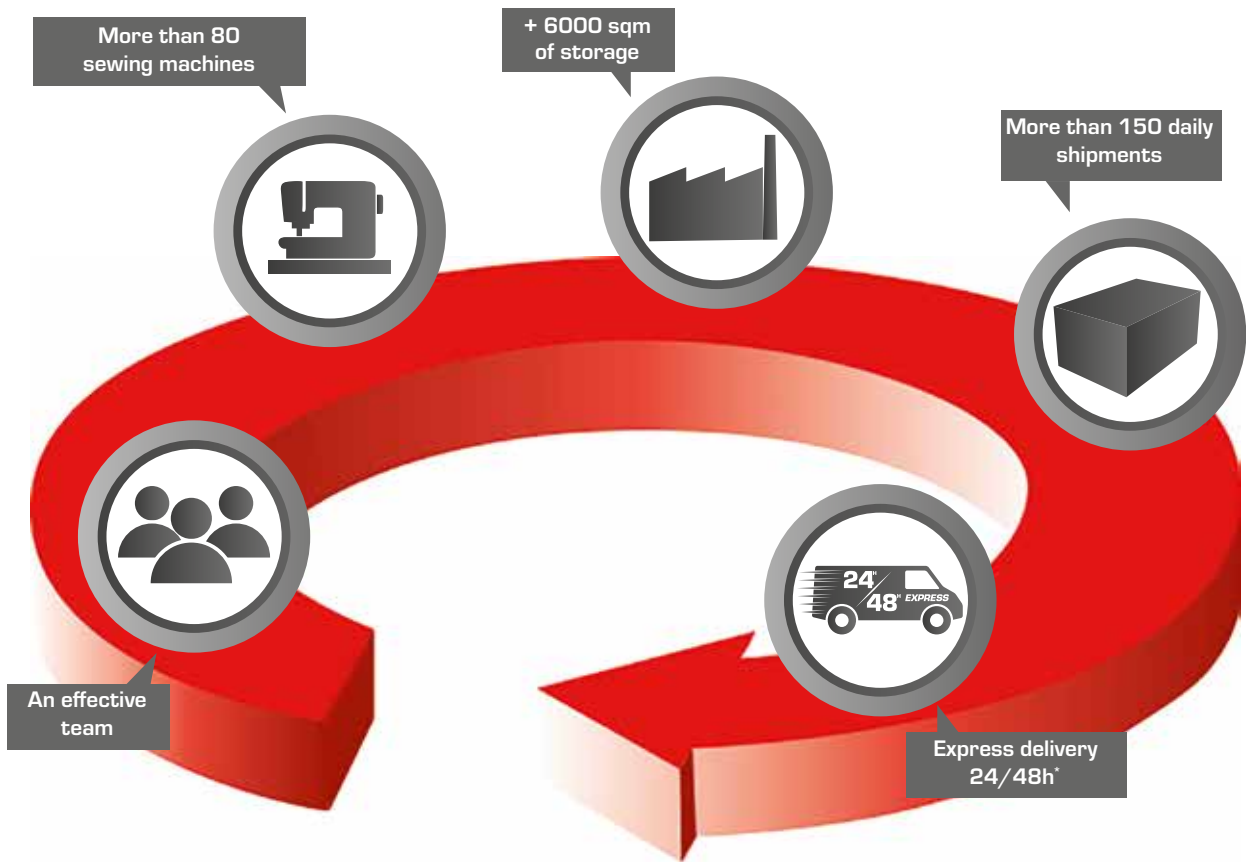 More than 80
sewing machines
+ 6000 sqm
of storage
More than 150 daily
shipments
24H
48H EXPRESS
An effective
team
Express delivery
24/48h*